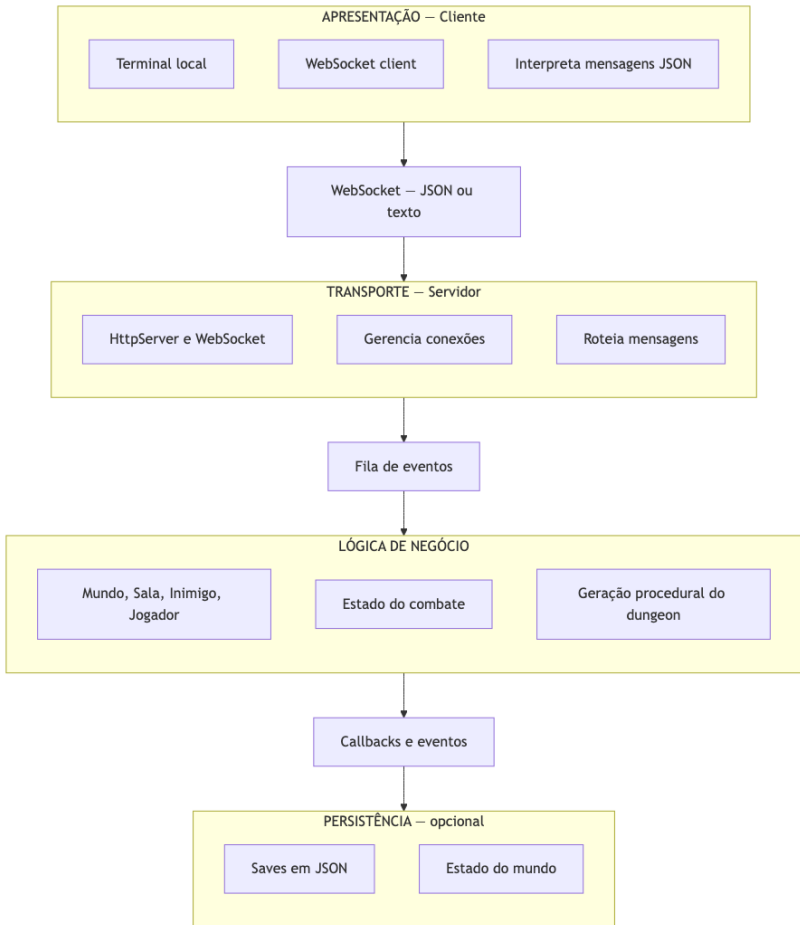 APRESENTAÇÃO — Cliente
Terminal local
WebSocket client
Interpreta mensagens JSON
WebSocket — JSON ou
texto
TRANSPORTE — Servidor
HttpServer e WebSocket
Gerencia conexões
Roteia mensagens
Fila de eventos
LÓGICA DE NEGÓCIO
Mundo, Sala, Inimigo,
Jogador
Estado do combate
Geração procedural do
dungeon
Callbacks e eventos
PERSISTÊNCIA — opcional
Saves em JSON
Estado do mundo